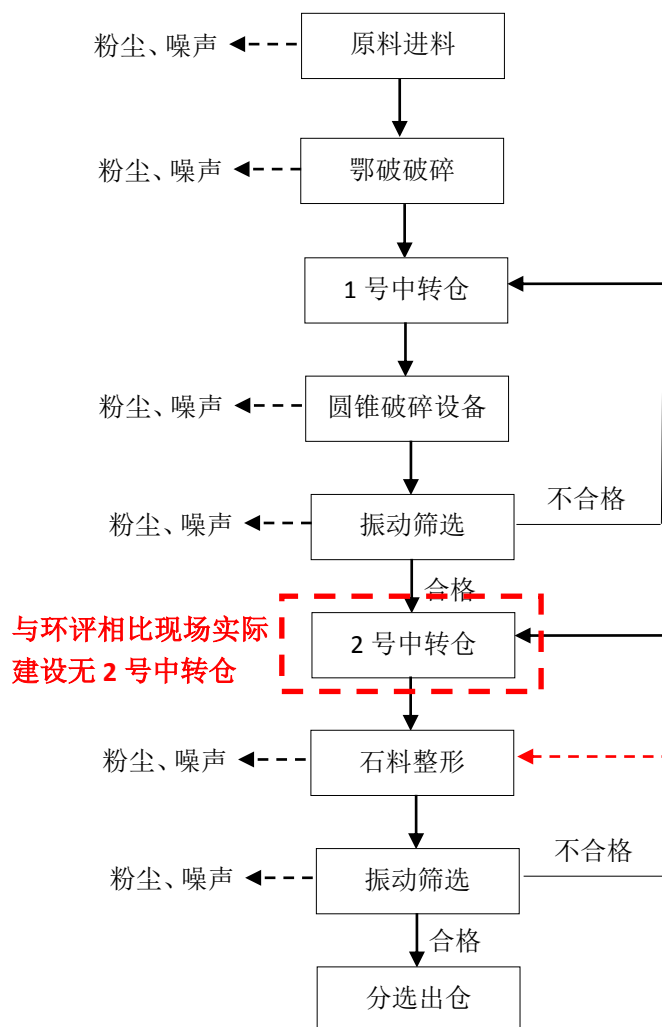 粉尘、噪声
原料进料
粉尘、噪声
鄂破破碎
1 号中转仓
粉尘、噪声
圆锥破碎设备
粉尘、噪声
振动筛选
不合格
合格
与环评相比现场实际
建设无 2 号中转仓
2 号中转仓
粉尘、噪声
石料整形
粉尘、噪声
振动筛选
不合格
合格
分选出仓